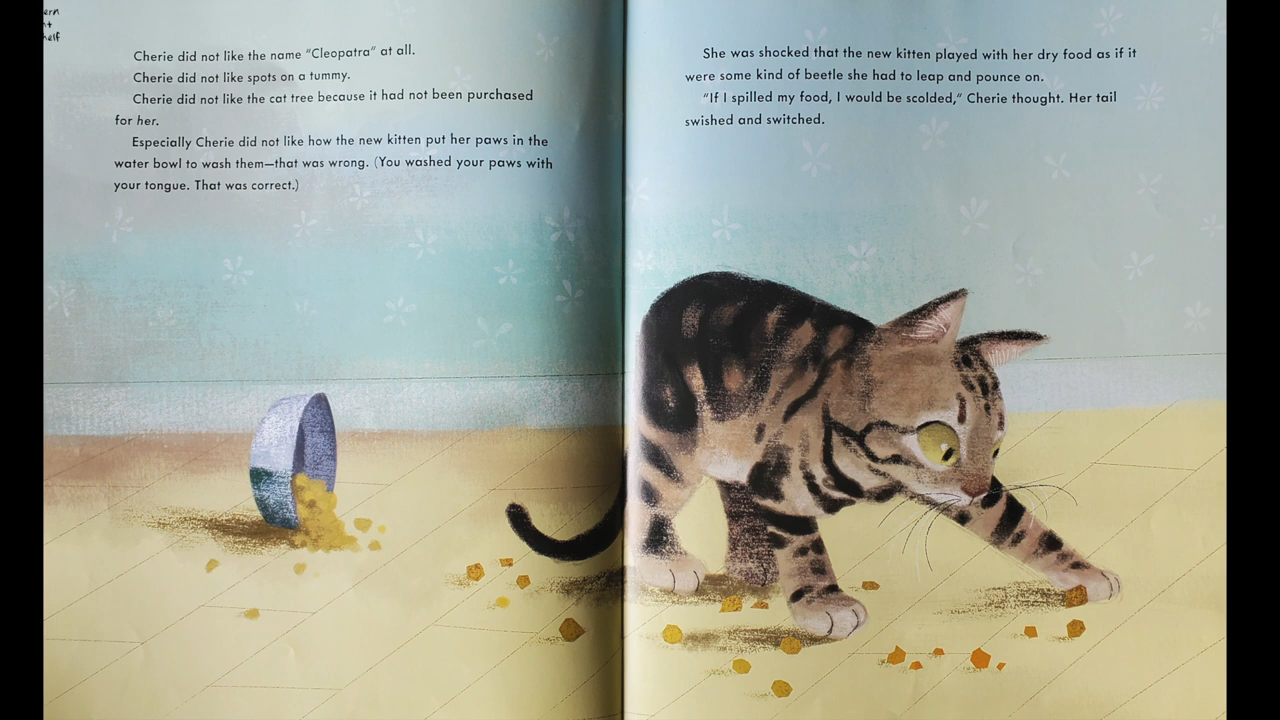 ern
nt
helf
Cherie did not like the name “Cleopatra” at all.
Cherie did not like spots on a tummy.
Cherie did not like the cat tree because it had not been purchased
for her.
Especially Cherie did not like how the new kitten put her paws in the
water bowl to wash them—that was wrong. (You washed your paws with
your tongue. That was correct.)
She was shocked that the new kitten played with her dry food as if it
were some kind of beetle she had to leap and pounce on.
“If I spilled my food, I would be scolded,” Cherie thought. Her tail
swished and switched.